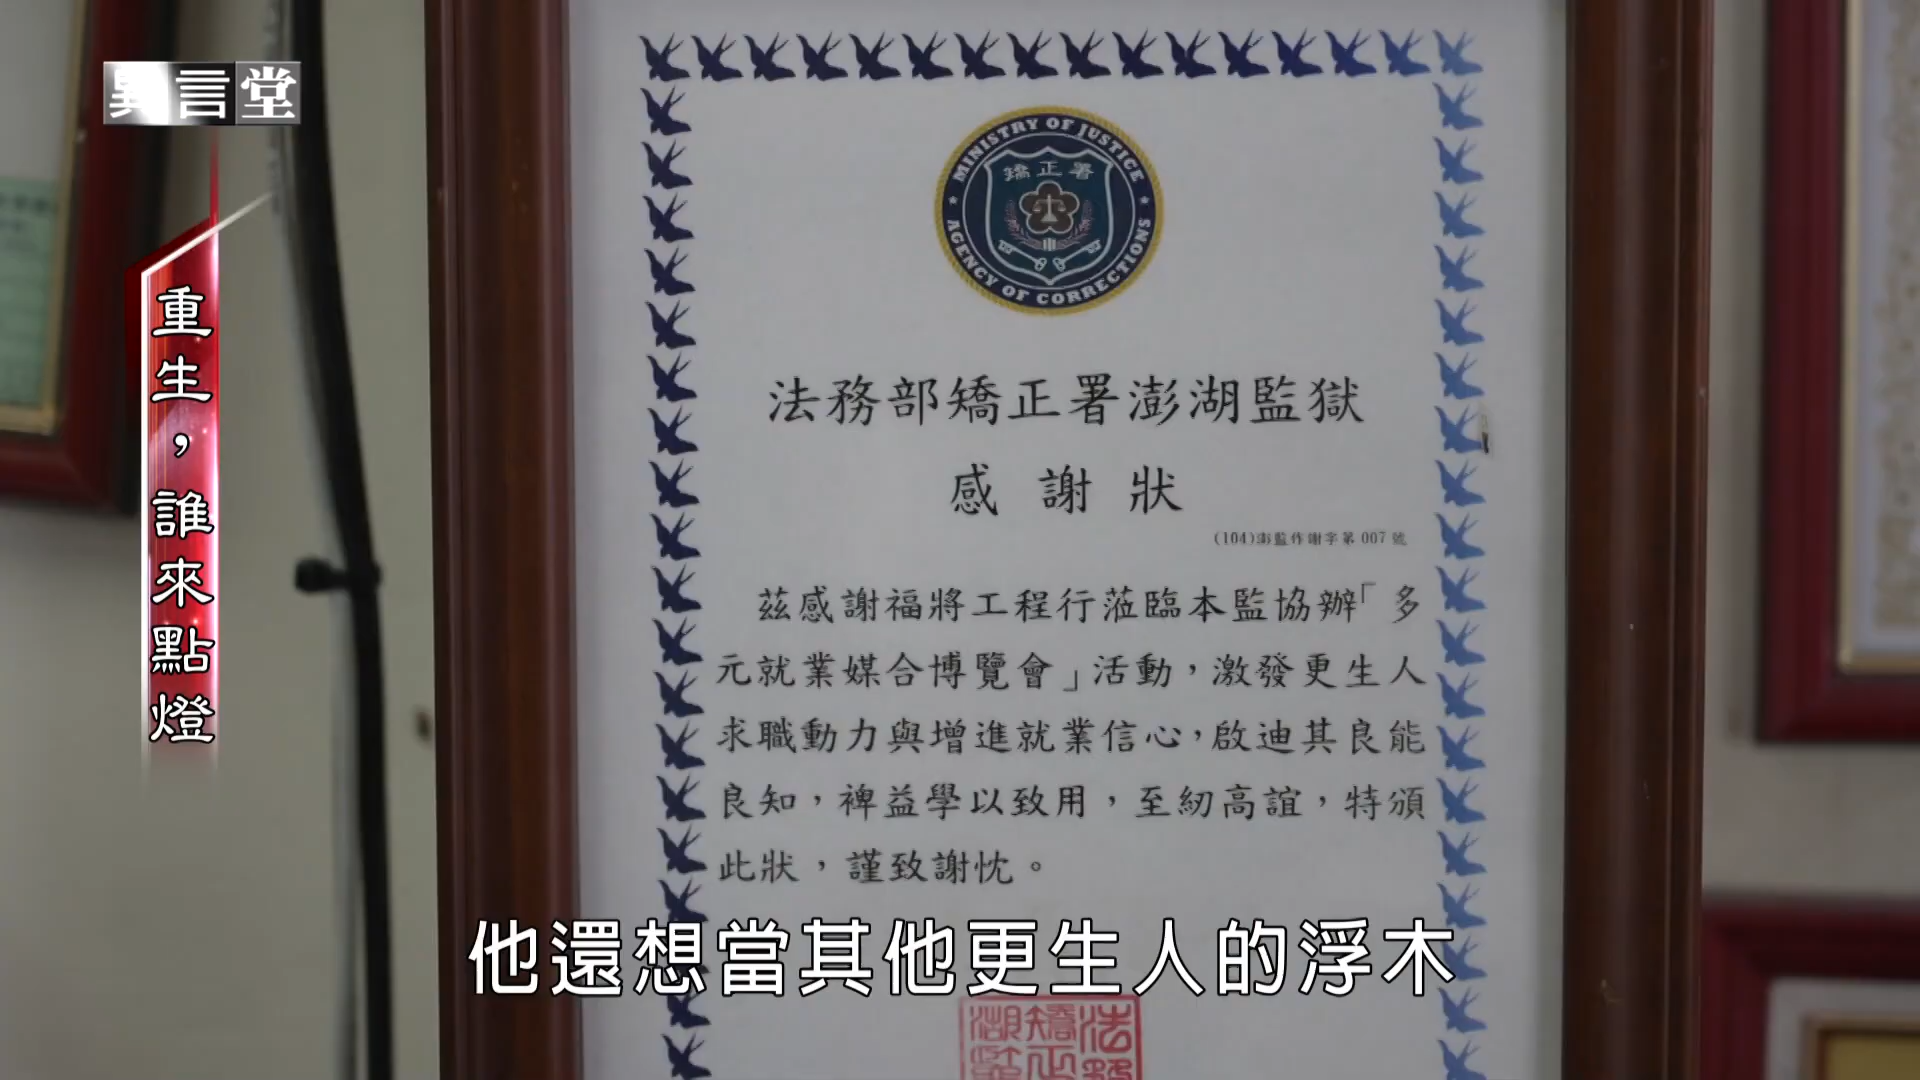 異言堂
重生，誰來點燈
MINISTRY OF JUSTICE
矯正署
AGENCY OF CORRECTIONS
法務部矯正署澎湖監獄
感謝狀
(104)澎監作謝字第007號
茲感謝福將工程行蒞臨本監協辦「多
元就業媒合博覽會」活動，激發更生人
求職動力與增進就業信心，啟迪其良能
良知，裨益學以致用，至紉高誼，特頒
此狀，謹致謝忱。
他還想當其他更生人的浮木